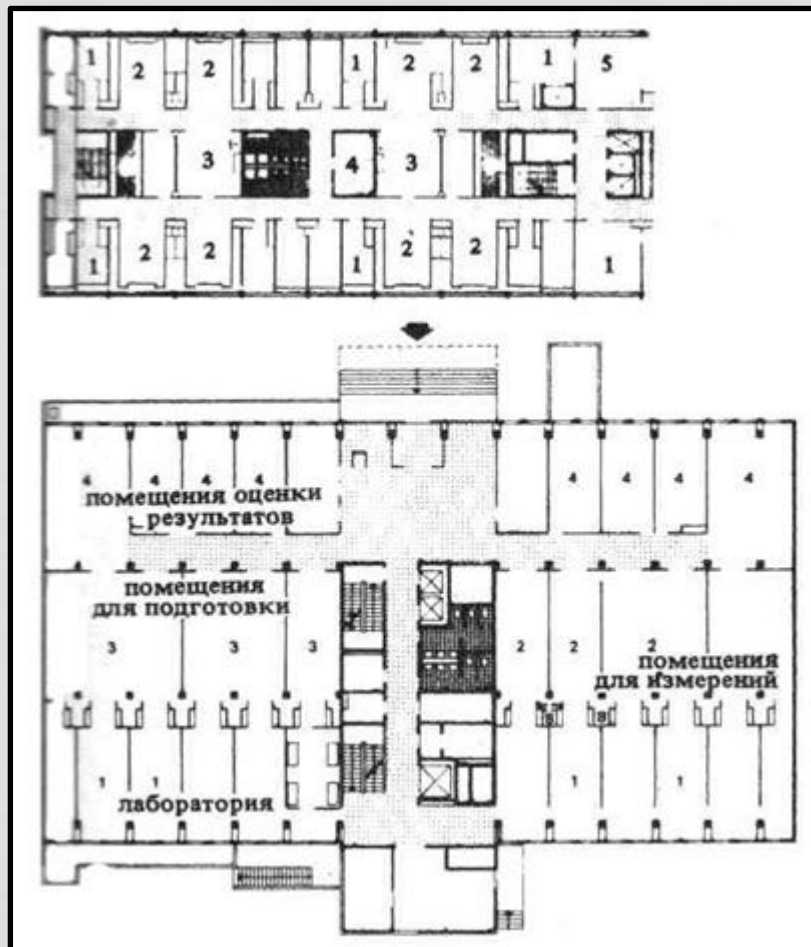 1 2 2 1 2 2 1 5
3 4 3
1 2 2 1 2 2 1
4 4 4 4 4 4 4 4
помещения оценки
результатов
помещения
для подготовки
3 3 3 2 2 2
помещения
для измерений
1 1 1 1
лаборатория